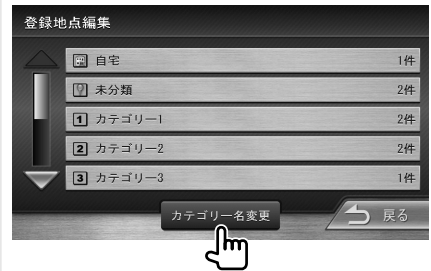 登録地点編集
自宅 1件
未分類 2件
1 カテゴリー1 2件
2 カテゴリー2 2件
3 カテゴリー3 1件
カテゴリー名変更
戻る